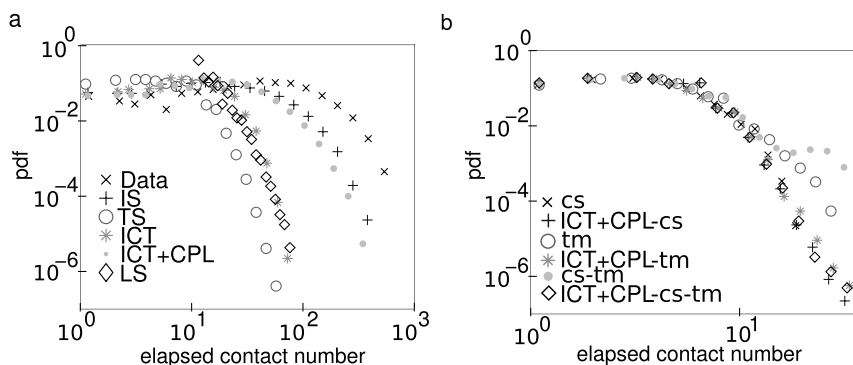 a
10^0
10^-2
10^-4
10^-6
pdf
Data
IS
TS
ICT
ICT+CPL
LS
10^0
10^1
10^2
10^3
elapsed contact number
b
10^0
10^-2
10^-4
10^-6
pdf
cs
ICT+CPL-cs
tm
ICT+CPL-tm
cs-tm
ICT+CPL-cs-tm
10^0
10^1
elapsed contact number